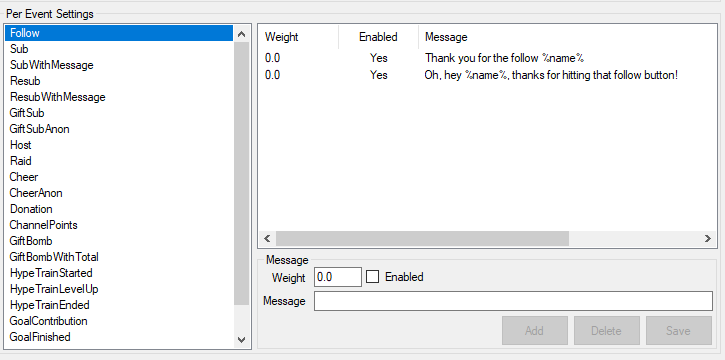 Per Event Settings
Follow
Sub
SubWithMessage
Resub
ResubWithMessage
GiftSub
GiftSubAnon
Host
Raid
Cheer
CheerAnon
Donation
ChannelPoints
GiftBomb
GiftBombWithTotal
HypeTrainStarted
HypeTrainLevelUp
HypeTrainEnded
GoalContribution
GoalFinished
Weight Enabled Message
0.0 Yes Thank you for the follow %name%
0.0 Yes Oh, hey %name%, thanks for hitting that follow button!
Message
Weight 0.0 Enabled
Message
Add Delete Save